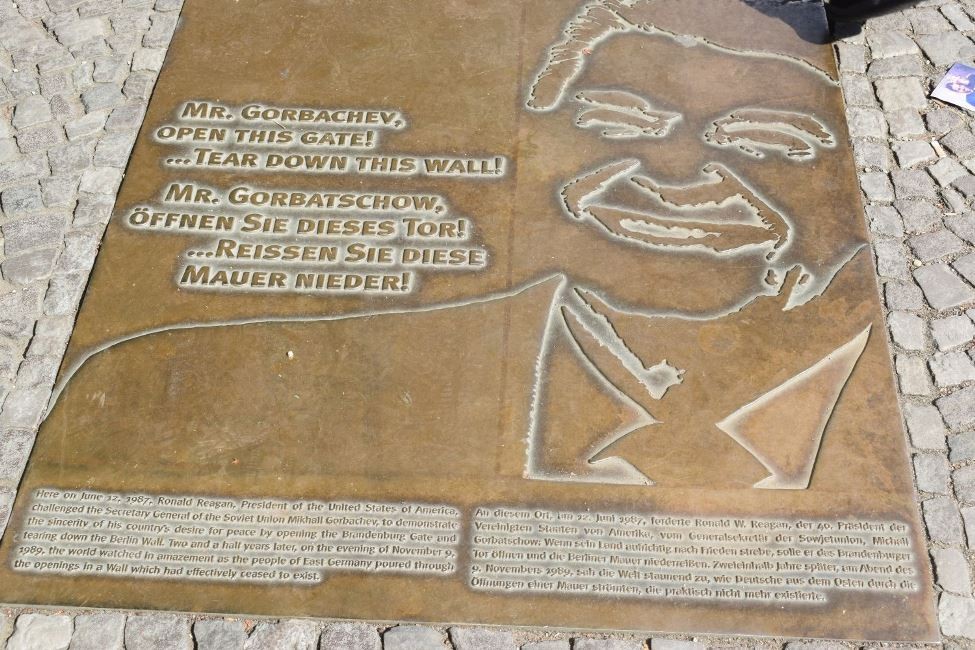 MR. GORBACHEV,
OPEN THIS GATE!
...TEAR DOWN THIS WALL!
MR. GORBATSCHOW,
ÖFFNEN SIE DIESES TOR!
...REISSEN SIE DIESE
MAUER NIEDER!
Here on June 12, 1987, Ronald Reagan, President of the United States of America
challenged the Secretary General of the Soviet Union Mikhail Gorbachev, to demonstrate
the sincerity of his country's desire for peace by opening the Brandenburg Gate and
tearing down the Berlin Wall. Two and a half years later, on the evening of November 9,
1989, the world watched in amazement as the people of East Germany poured through
the openings in a Wall which had effectively ceased to exist.
An diesem Ort, am 12. Juni 1987, forderte Ronald W. Reagan, der 40. Präsident der
Vereinigten Staaten von Amerika, vom Generalsekretär des Sowjetunion, Michail
Gorbatschow: Wenn sein Land aufrichtig nach Frieden strebe, solle er das Brandenburger
Tor öffnen und die Berliner Mauer niederreißen. Zweieinhalb Jahre später, am Abend des
9. Novembers 1989, sah die Welt staunend zu, wie Deutsche aus dem Osten durch die
Öffnungen einer Mauer strömten, die praktisch nicht mehr existierte.